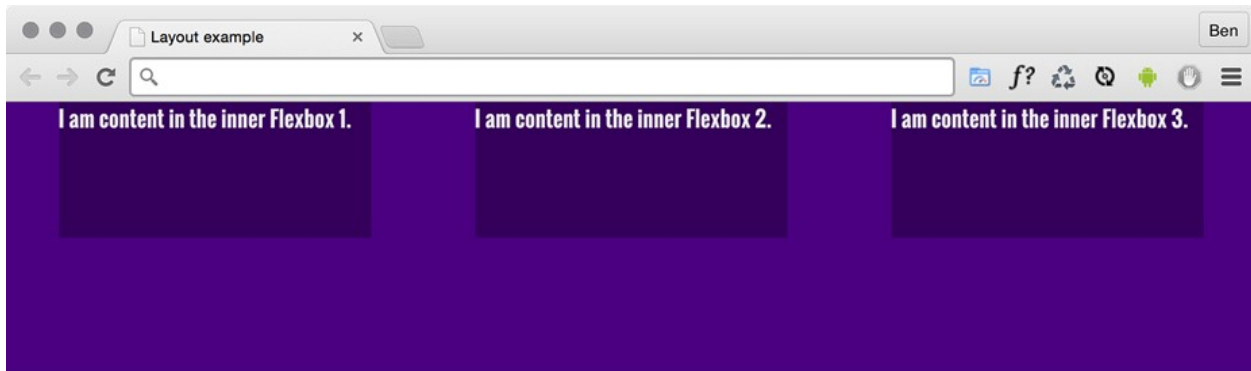 Layout example
Ben
f?
I am content in the inner Flexbox 1.
I am content in the inner Flexbox 2.
I am content in the inner Flexbox 3.